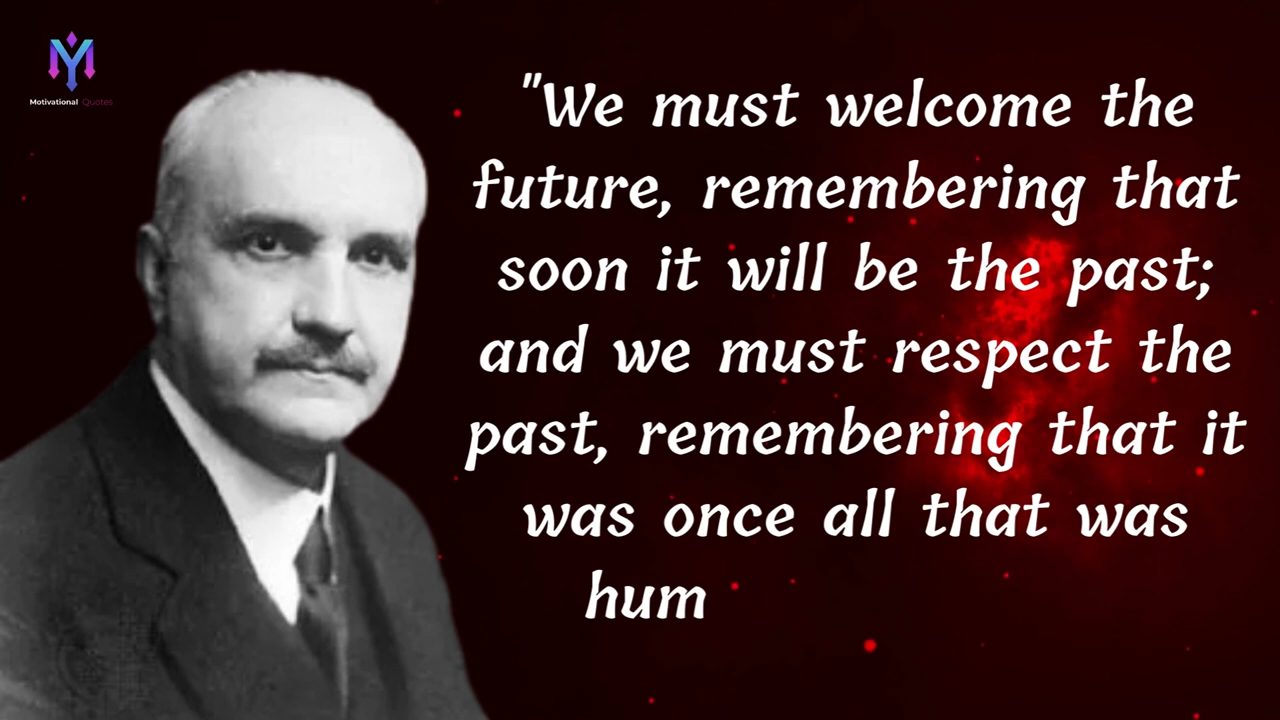 Motivational Quotes
"We must welcome the
future, remembering that
soon it will be the past;
and we must respect the
past, remembering that it
was once all that was
hum